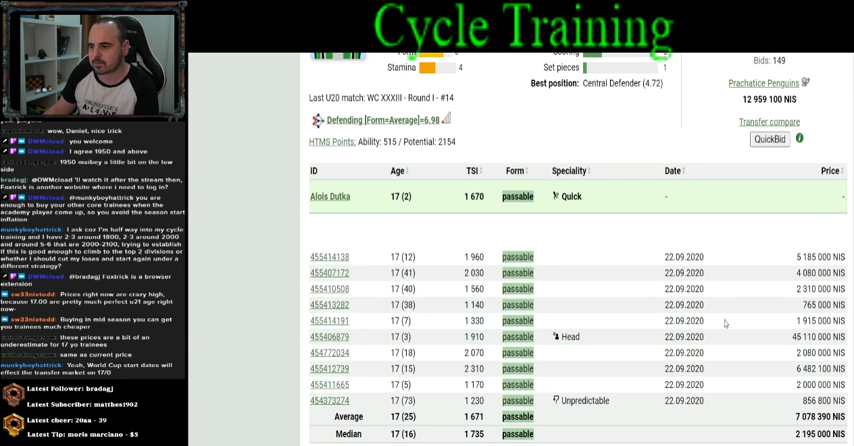 Cycle Training
Form
Stamina 4
Set pieces 1
Best position: Central Defender (4.72)
Last U20 match: WC XXXIII - Round I - #14
Defending [Form=Average]=6.98
HTMS Points: Ability: 515 / Potential: 2154
Bids: 149
Prachatice Penguins
12 959 100 NIS
Transfer compare
QuickBid
ID Age TSI Form Speciality Date Price
Alois Dutka 17 (2) 1 670 passable Quick - -
455414138 17 (12) 1 960 passable 22.09.2020 5 185 000 NIS
455407172 17 (41) 2 030 passable 22.09.2020 4 080 000 NIS
455410508 17 (40) 1 560 passable 22.09.2020 2 310 000 NIS
455413282 17 (38) 1 140 passable 22.09.2020 765 000 NIS
455414191 17 (7) 1 330 passable 22.09.2020 1 915 000 NIS
455406879 17 (3) 1 910 passable Head 22.09.2020 45 110 000 NIS
454772034 17 (18) 2 070 passable 22.09.2020 2 080 000 NIS
455412739 17 (15) 2 310 passable 22.09.2020 6 482 100 NIS
455411665 17 (5) 1 170 passable 22.09.2020 2 000 000 NIS
454373274 17 (73) 1 230 passable Unpredictable 22.09.2020 856 800 NIS
Average 17 (25) 1 671 passable 7 078 390 NIS
Median 17 (16) 1 735 passable 2 195 000 NIS
wow, Daniel, nice trick
DWMcload: you welcome
DWMcload: I agree 1950 and above
1950 maibey a little bit on the low
side
bradagj: @DWMcload 'll watch it after the stream then,
Foxtrick is another website where i need to log in?
DWMcload: @munkyboyhattrick you are
enough to buy your other core trainees when the
academy player come up, so you avoid the season start
inflation
munkyboyhattrick: I ask coz I'm half way into my cycle
training and I have 2-3 around 1800, 2-3 around 2000
and around 5-6 that are 2000-2100, trying to establish
if this is good enough to climb to the top 2 divisions or
whether I should cut my loses and start again under a
different strategy?
DWMcload: @bradagj Foxtrick is a browser
extension
sw33nietodd: Prices right now are crazy high,
because 17.00 are pretty much perfect u21 age right
now-
sw33nietodd: Buying in mid season you can get
you trainees much cheaper
these prices are a bit of an
underestimate for 17 yo trainees
same as current price
munkyboyhattrick: Yeah, World Cup start dates will
effect the transfer market on 17/0
Latest Follower: bradagj
Latest Subscriber: matthes1902
Latest cheer: 20aa - 39
Latest Tip: moris marciano - $5